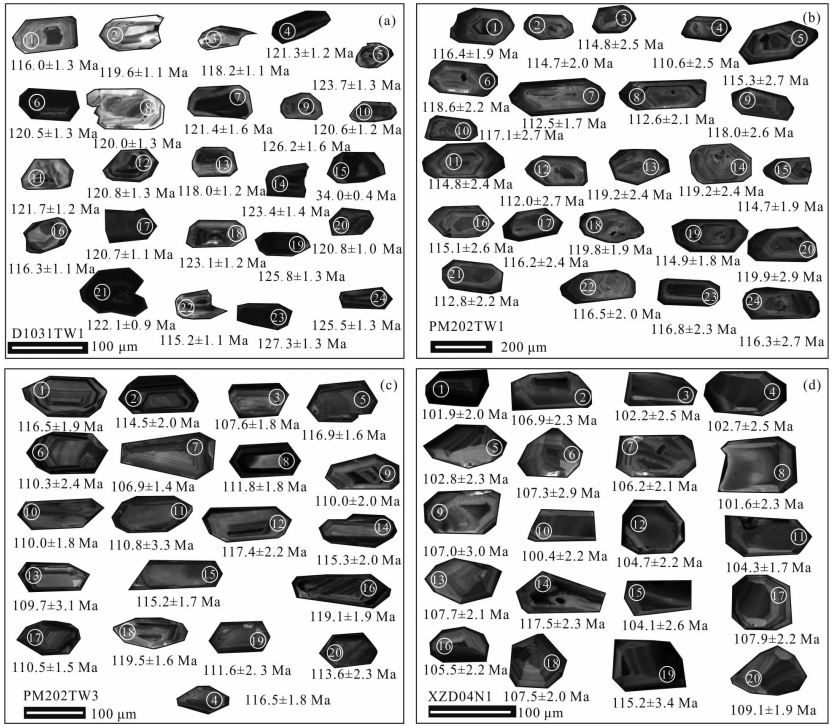 (a)
① ② ③ ④ ⑤
116.0±1.3 Ma 119.6±1.1 Ma 118.2±1.1 Ma 121.3±1.2 Ma 123.7±1.3 Ma
⑥ ⑧ ⑦ ⑨ ⑩
120.5±1.3 Ma 120.0±1.3 Ma 121.4±1.6 Ma 126.2±1.6 Ma 120.6±1.2 Ma
⑪ ⑫ ⑬ ⑭ ⑮
121.7±1.2 Ma 120.8±1.3 Ma 118.0±1.2 Ma 123.4±1.4 Ma 34.0±0.4 Ma
⑯ ⑰ ⑱ ⑲ ⑳
116.3±1.1 Ma 120.7±1.1 Ma 123.1±1.2 Ma 125.8±1.3 Ma 120.8±1.0 Ma
㉑ ㉒ ㉓ ㉔
122.1±0.9 Ma 115.2±1.1 Ma 127.3±1.3 Ma 125.5±1.3 Ma
D1031TW1
100 μm
(b)
① ② ③ ④ ⑤
116.4±1.9 Ma 114.7±2.0 Ma 114.8±2.5 Ma 110.6±2.5 Ma 115.3±2.7 Ma
⑥ ⑦ ⑧ ⑨
118.6±2.2 Ma 112.5±1.7 Ma 112.6±2.1 Ma 118.0±2.6 Ma
⑩
117.1±2.7 Ma
⑪ ⑫ ⑬ ⑭ ⑮
114.8±2.4 Ma 112.0±2.7 Ma 119.2±2.4 Ma 119.2±2.4 Ma 114.7±1.9 Ma
⑯ ⑰ ⑱ ⑲ ⑳
115.1±2.6 Ma 116.2±2.4 Ma 119.8±1.9 Ma 114.9±1.8 Ma 119.9±2.9 Ma
㉑ ㉒ ㉓ ㉔
112.8±2.2 Ma 116.5±2.0 Ma 116.8±2.3 Ma 116.3±2.7 Ma
PM202TW1
200 μm
(c)
① ② ③ ⑤
116.5±1.9 Ma 114.5±2.0 Ma 107.6±1.8 Ma 116.9±1.6 Ma
⑥ ⑦ ⑧ ⑨
110.3±2.4 Ma 106.9±1.4 Ma 111.8±1.8 Ma 110.0±2.0 Ma
⑩ ⑪ ⑫ ⑭
110.0±1.8 Ma 110.8±3.3 Ma 117.4±2.2 Ma 115.3±2.0 Ma
⑬ ⑮ ⑯
109.7±3.1 Ma 115.2±1.7 Ma 119.1±1.9 Ma
⑰ ⑱ ⑲ ⑳
110.5±1.5 Ma 119.5±1.6 Ma 111.6±2.3 Ma 113.6±2.3 Ma
④
116.5±1.8 Ma
PM202TW3
100 μm
(d)
① ② ③ ④
101.9±2.0 Ma 106.9±2.3 Ma 102.2±2.5 Ma 102.7±2.5 Ma
⑤ ⑥ ⑦ ⑧
102.8±2.3 Ma 107.3±2.9 Ma 106.2±2.1 Ma 101.6±2.3 Ma
⑨ ⑩ ⑫ ⑪
107.0±3.0 Ma 100.4±2.2 Ma 104.7±2.2 Ma 104.3±1.7 Ma
⑬ ⑭ ⑮ ⑰
107.7±2.1 Ma 117.5±2.3 Ma 104.1±2.6 Ma 107.9±2.2 Ma
⑯ ⑱ ⑲ ⑳
105.5±2.2 Ma 107.5±2.0 Ma 115.2±3.4 Ma 109.1±1.9 Ma
XZD04N1
100 μm